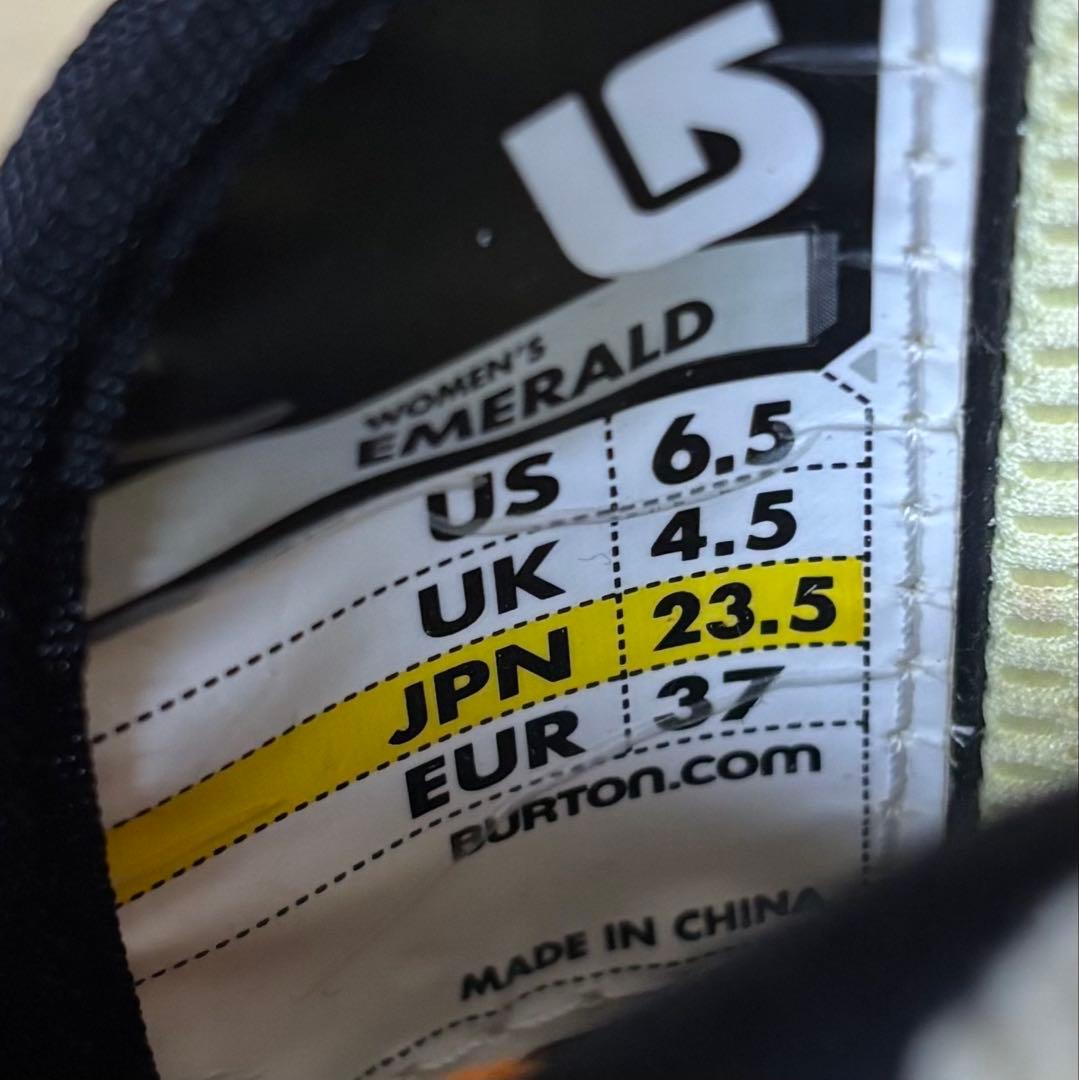 WOMEN'S
EMERALD
US 6.5
UK 4.5
JPN 23.5
EUR 37
BURTON.com
MADE IN CHINA